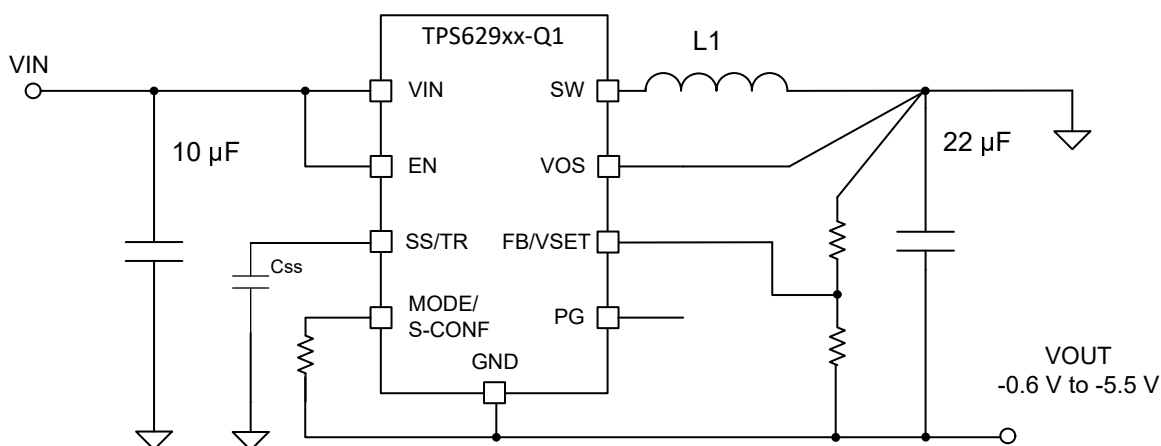 TPS629xx-Q1
L1
VIN
VIN
SW
10 µF
22 µF
EN
VOS
SS/TR
FB/VSET
Css
MODE/
S-CONF
PG
GND
VOUT
-0.6 V to -5.5 V